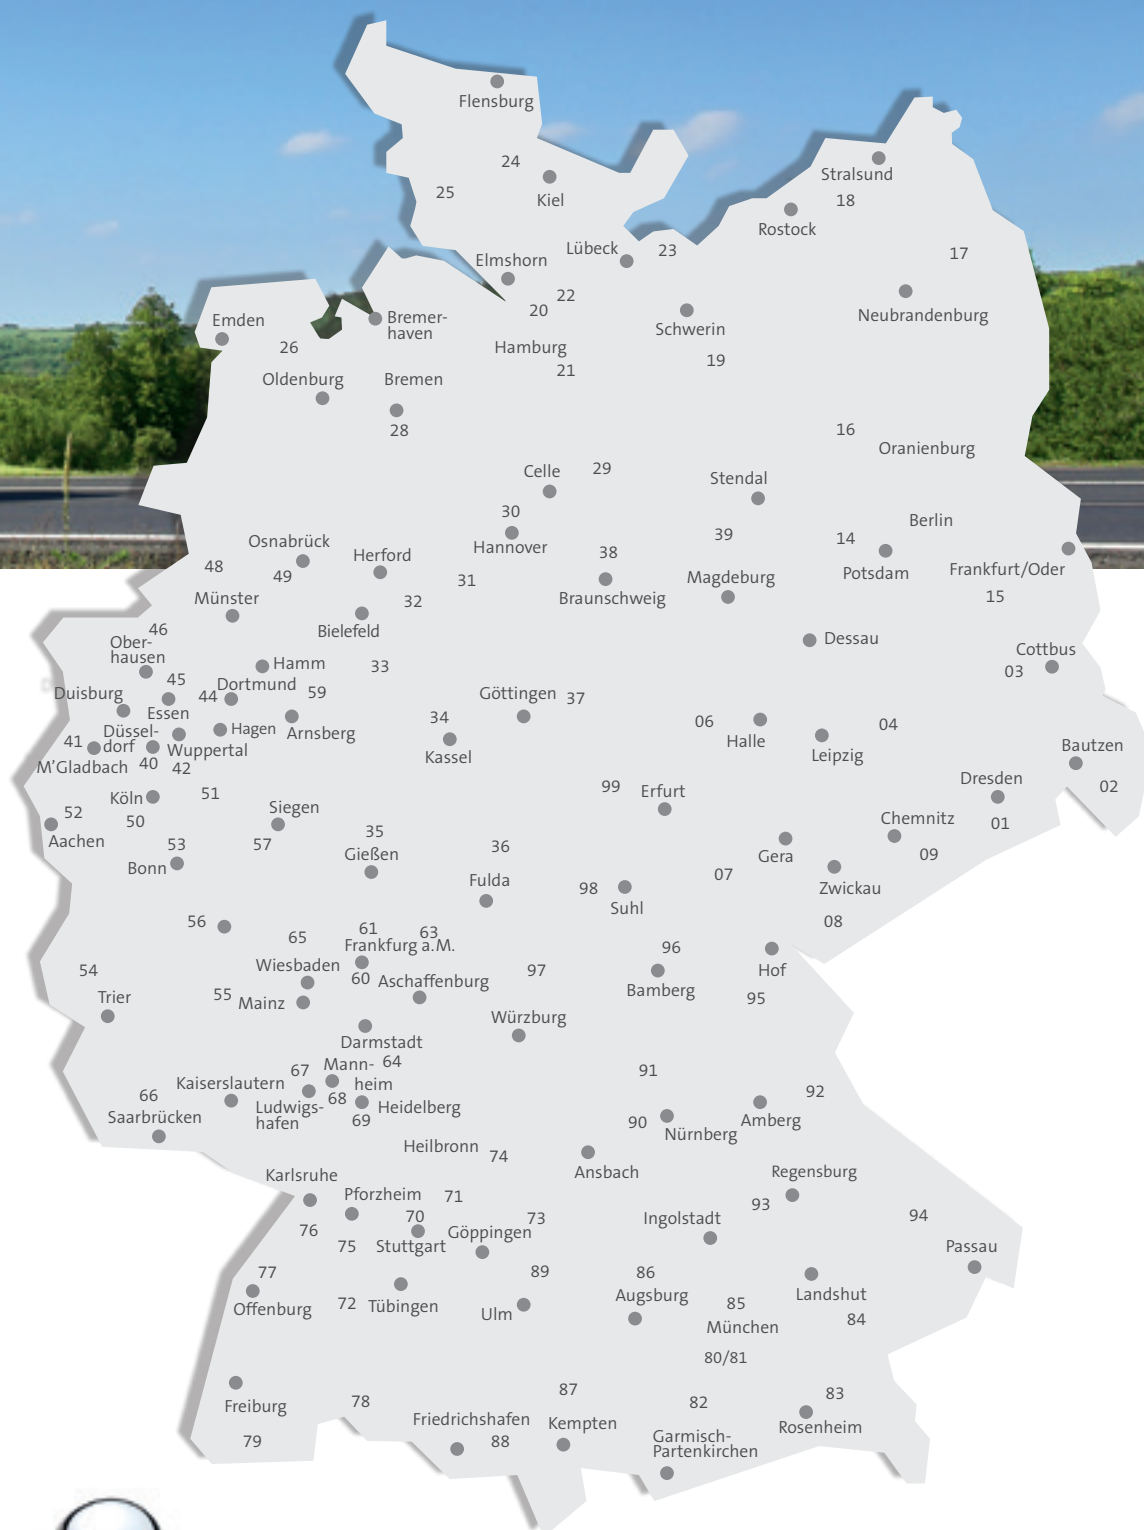 Flensburg
24
25
Kiel
Stralsund
18
Rostock
17
Lübeck
23
Elmshorn
22
20
Neubrandenburg
Emden
Bremer-
haven
Schwerin
26
Hamburg
19
21
Oldenburg
Bremen
28
16
Oranienburg
Celle
29
Stendal
30
Berlin
Hannover
39
14
Osnabrück
Herford
38
Potsdam
Frankfurt/Oder
48
49
31
Magdeburg
15
Münster
32
Braunschweig
Bielefeld
46
Ober-
hausen
Dessau
Cottbus
Hamm
33
03
45
Dortmund
Duisburg
44
59
Göttingen
37
Essen
34
06
04
Düssel-
dorf
Hagen
Arnsberg
Halle
41
Wuppertal
Kassel
Leipzig
Bautzen
M'Gladbach
40
42
Dresden
02
Köln
51
99
Erfurt
52
Siegen
50
Chemnitz
01
Aachen
53
57
35
36
Gera
09
Bonn
Gießen
07
Fulda
98
Zwickau
Suhl
56
61
63
08
65
Frankfurg a.M.
96
54
Wiesbaden
60
Aschaffenburg
97
Hof
Trier
55
Mainz
Bamberg
95
Würzburg
Darmstadt
64
Mann-
heim
67
91
Kaiserslautern
92
66
68
Ludwigs-
hafen
Heidelberg
Saarbrücken
69
90
Nürnberg
Amberg
Heilbronn
74
Ansbach
Karlsruhe
Regensburg
Pforzheim
71
93
70
73
Ingolstadt
94
76
75
Stuttgart
Göppingen
Passau
77
89
86
Offenburg
72
Tübingen
Ulm
Augsburg
85
Landshut
München
84
80/81
Freiburg
78
87
82
83
Friedrichshafen
Kempten
Rosenheim
79
88
Garmisch-
Partenkirchen